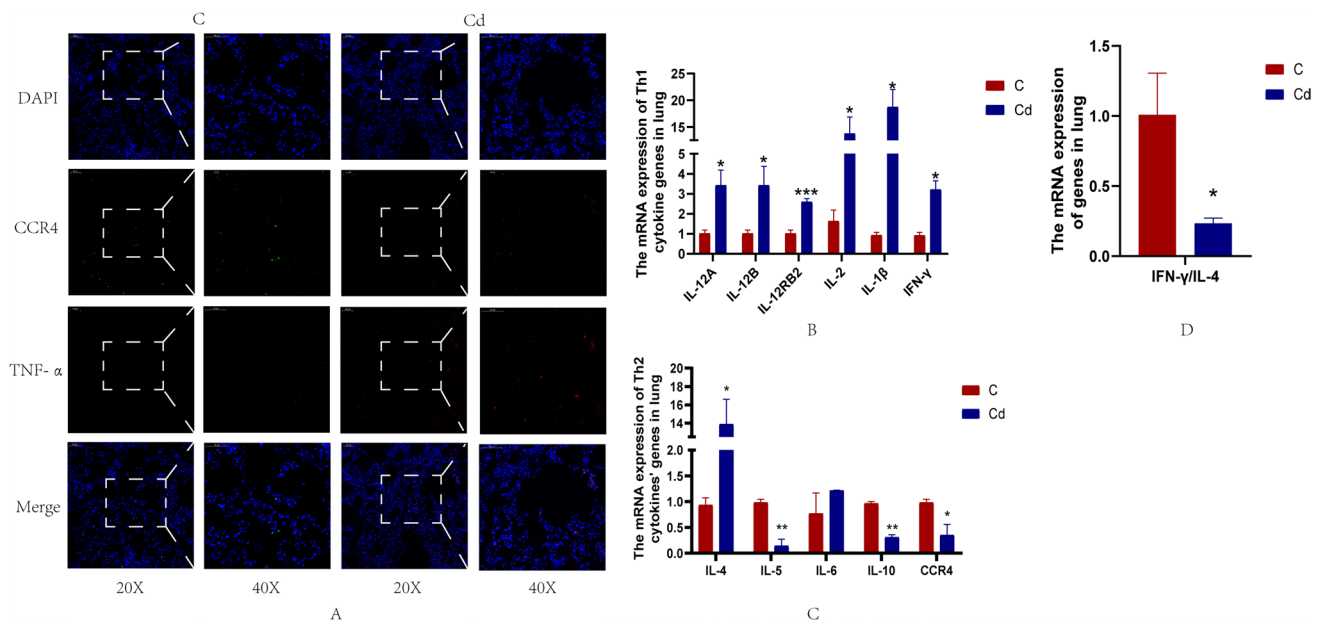 C
Cd
DAPI
CCR4
TNF- α
Merge
20X
40X
20X
40X
A
The mRNA expression of Th1
cytokine genes in lung
25
20
15
5
4
3
2
1
0
*
*
***
*
*
*
IL-12A
IL-12B
IL-12RB2
IL-2
IL-1β
IFN-γ
C
Cd
B
The mRNA expression of Th2
cytokines' genes in lung
20
18
16
14
2.0
1.5
1.0
0.5
0.0
*
**
**
*
IL-4
IL-5
IL-6
IL-10
CCR4
C
Cd
C
The mRNA expression
of genes in lung
1.5
1.0
0.5
0.0
*
IFN-γ/IL-4
C
Cd
D